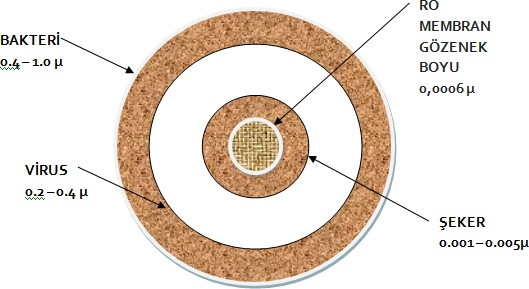 BAKTERİ
0.4 – 1.0 µ
VİRUS
0.2 – 0.4 µ
RO
MEMBRAN
GÖZENEK
BOYU
0,0006 µ
ŞEKER
0.001 – 0.005µ